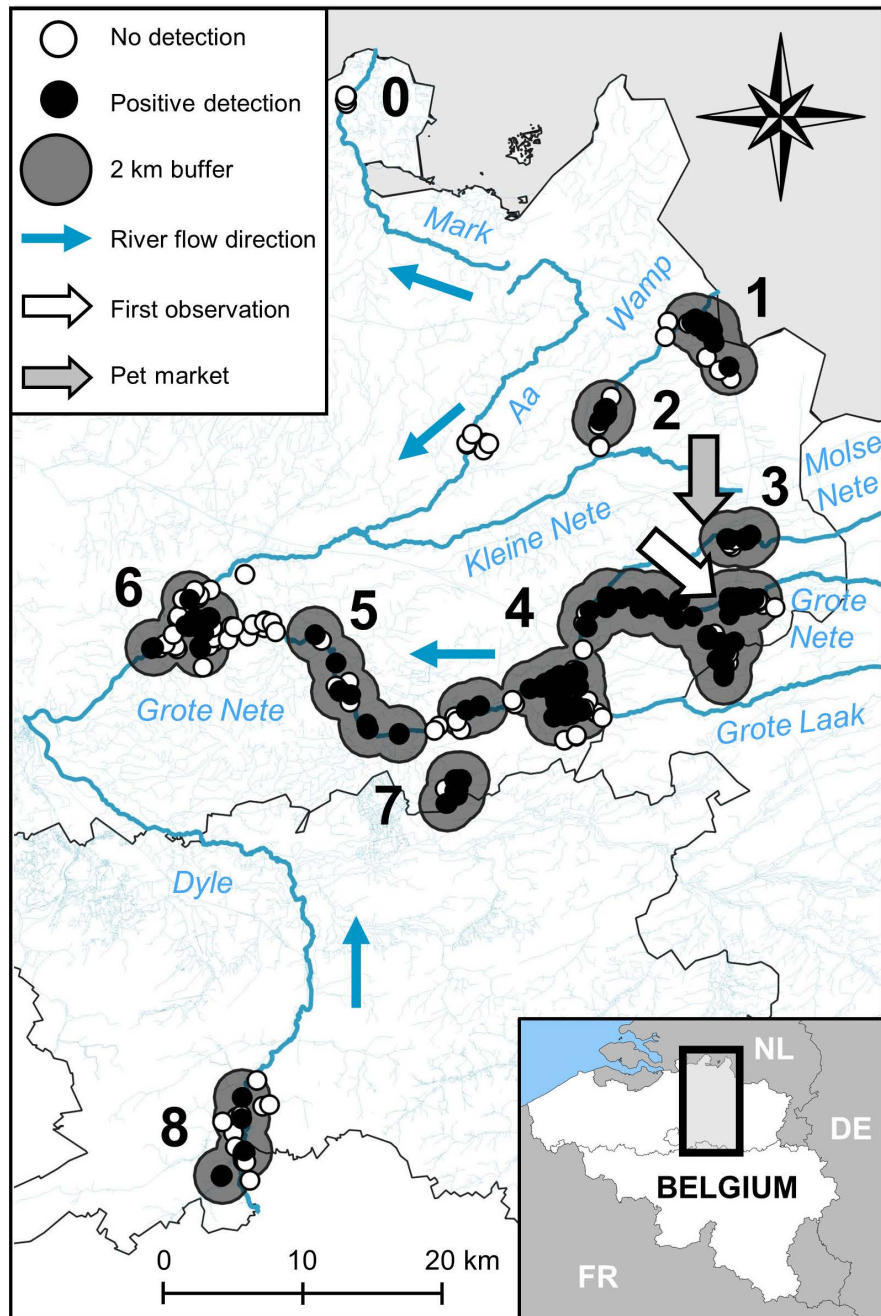 No detection
Positive detection
2 km buffer
River flow direction
First observation
Pet market
0
Mark
Wamp
1
Aa
2
Molse
Nete
3
Kleine Nete
6
5
4
Grote
Nete
Grote Nete
Grote Laak
7
Dyle
8
0 10 20 km
NL
DE
BELGIUM
FR